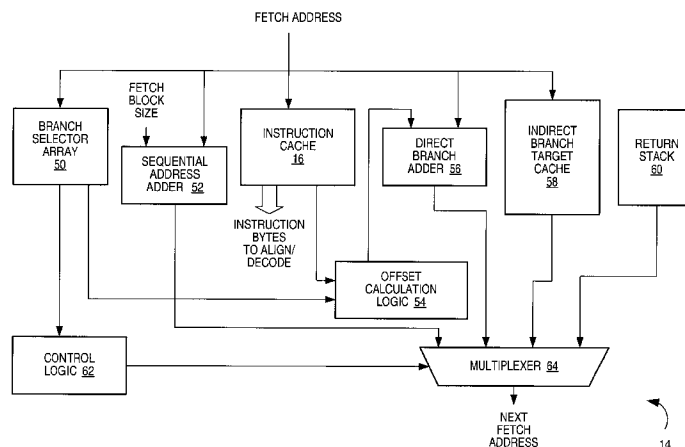 FETCH ADDRESS
FETCH
BLOCK
SIZE
BRANCH
SELECTOR
ARRAY
50
SEQUENTIAL
ADDRESS
ADDER 52
INSTRUCTION
CACHE
16
DIRECT
BRANCH
ADDER 56
INDIRECT
BRANCH
TARGET
CACHE
58
RETURN
STACK
60
INSTRUCTION
BYTES
TO ALIGN/
DECODE
OFFSET
CALCULATION
LOGIC 54
CONTROL
LOGIC 62
MULTIPLEXER 64
NEXT
FETCH
ADDRESS
14